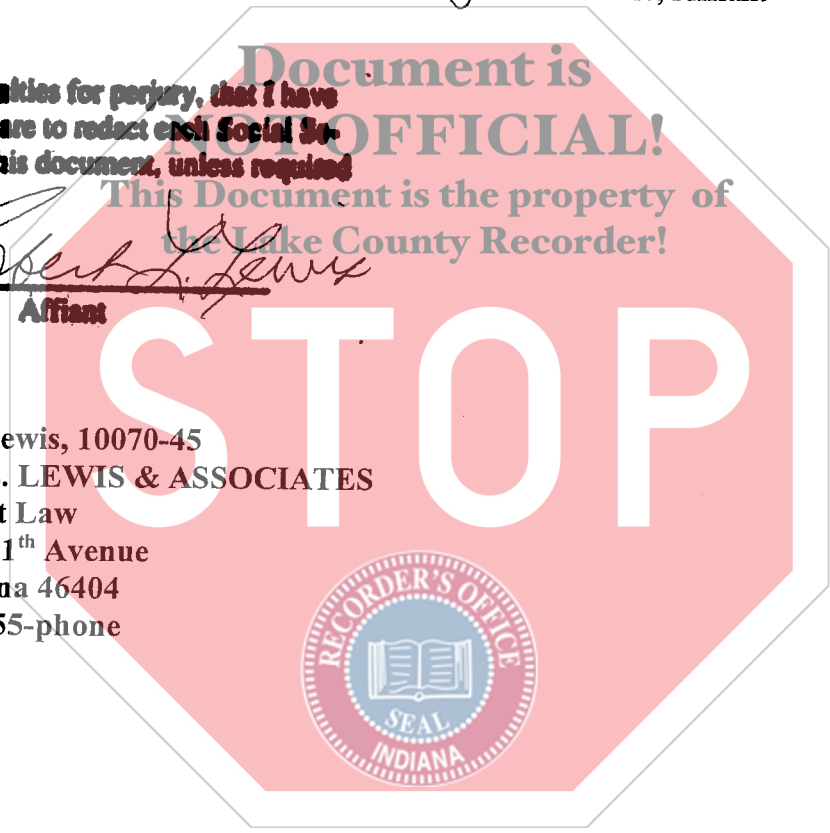 Document is
NOT OFFICIAL!
This Document is the property of
the Lake County Recorder!
alties for perjury, that I have
are to redact each Social Se-
his document, unless required
obert L. Lewis
Affiant
STOP
ewis, 10070-45
. LEWIS & ASSOCIATES
t Law
1th Avenue
na 46404
55-phone
RECORDER'S OFFICE
SEAL
INDIANA